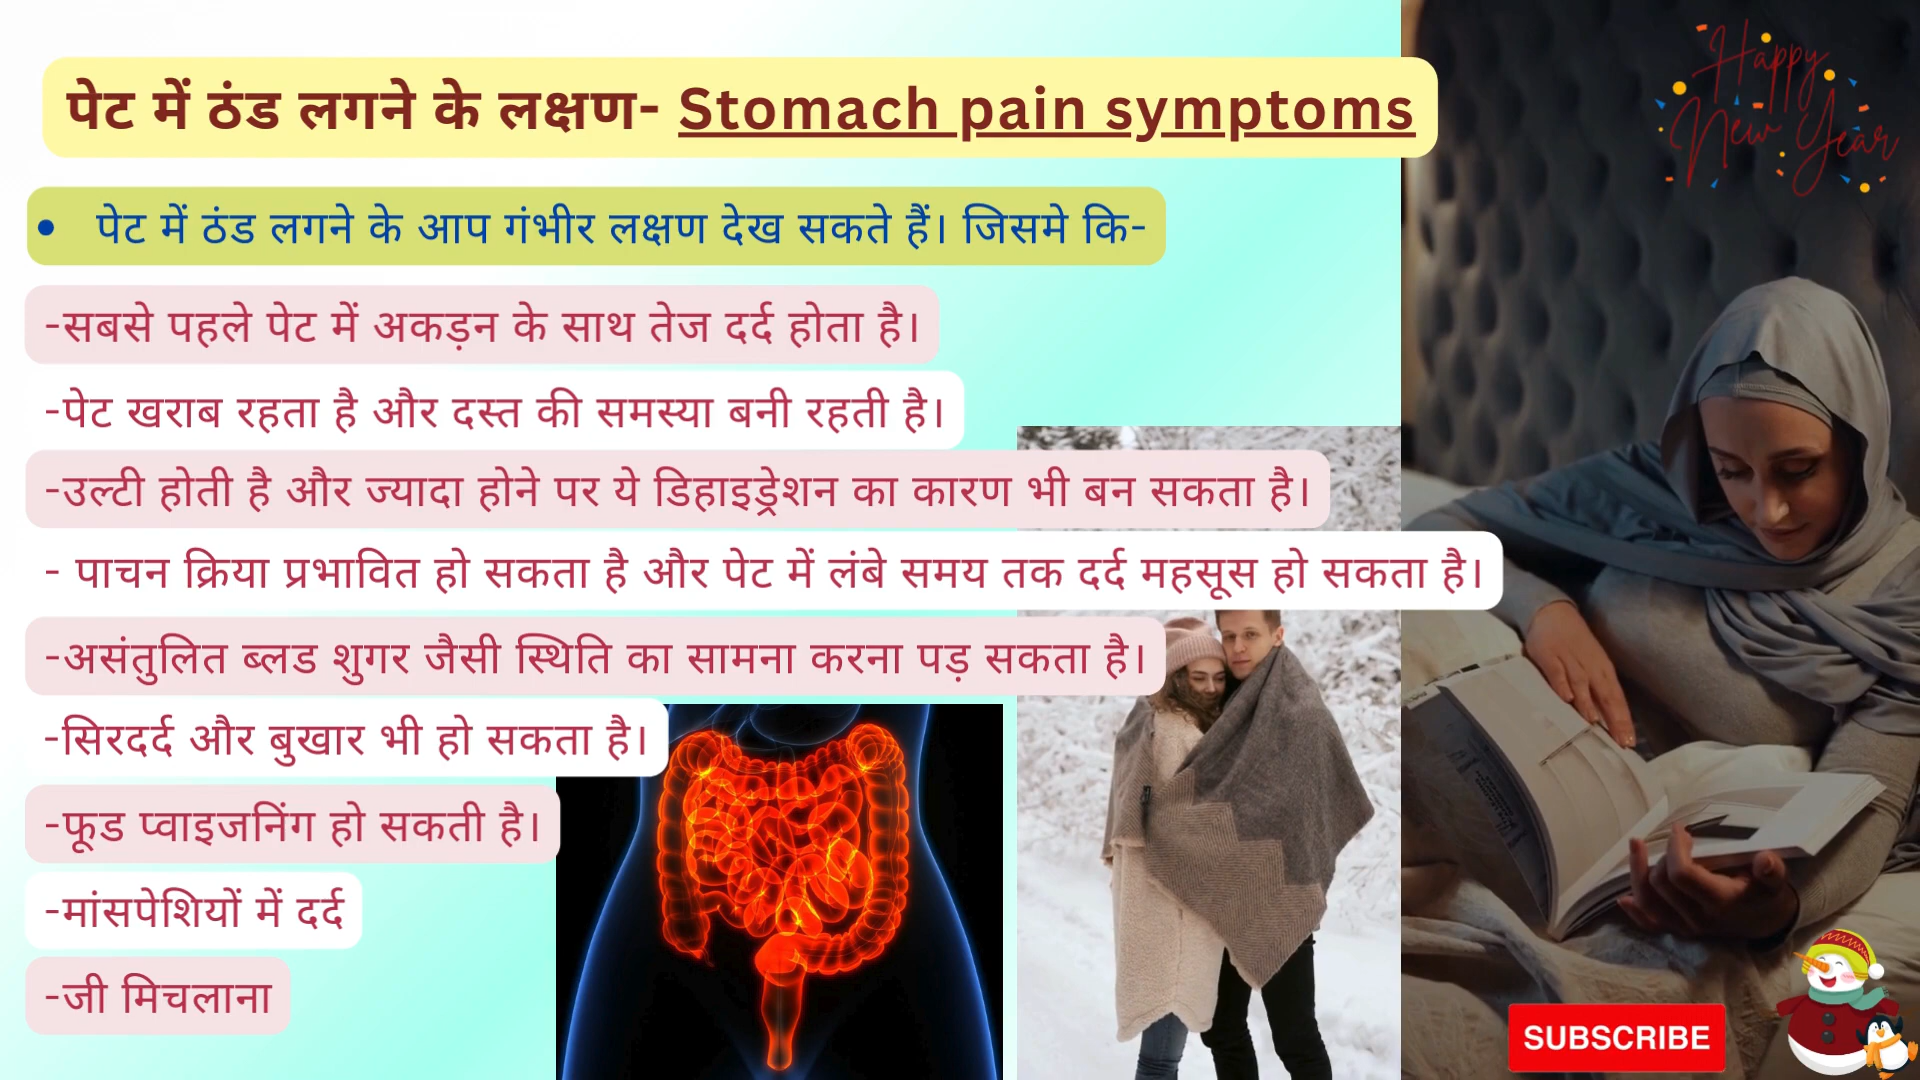 पेट में ठंड लगने के लक्षण- Stomach pain symptoms
Happy
New Year
• पेट में ठंड लगने के आप गंभीर लक्षण देख सकते हैं। जिसमे कि-
-सबसे पहले पेट में अकड़न के साथ तेज दर्द होता है।
-पेट खराब रहता है और दस्त की समस्या बनी रहती है।
-उल्टी होती है और ज्यादा होने पर ये डिहाइड्रेशन का कारण भी बन सकता है।
- पाचन क्रिया प्रभावित हो सकता है और पेट में लंबे समय तक दर्द महसूस हो सकता है।
-असंतुलित ब्लड शुगर जैसी स्थिति का सामना करना पड़ सकता है।
-सिरदर्द और बुखार भी हो सकता है।
-फूड प्वाइजनिंग हो सकती है।
-मांसपेशियों में दर्द
-जी मिचलाना
SUBSCRIBE